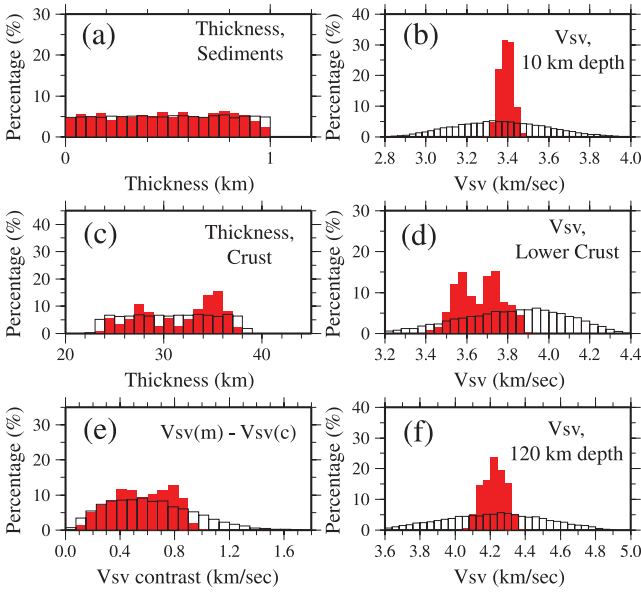 Percentage (%)
30
20
10
0
(a)
Thickness,
Sediments
0
1
Thickness (km)
Percentage (%)
40
30
20
10
0
(b)
Vsv,
10 km depth
2.8
3.0
3.2
3.4
3.6
3.8
4.0
Vsv (km/sec)
Percentage (%)
40
30
20
10
0
(c)
Thickness,
Crust
20
40
Thickness (km)
Percentage (%)
30
20
10
0
(d)
Vsv,
Lower Crust
3.2
3.4
3.6
3.8
4.0
4.2
4.4
Vsv (km/sec)
Percentage (%)
30
20
10
0
(e)
Vsv(m) - Vsv(c)
0.0
0.4
0.8
1.2
1.6
Vsv contrast (km/sec)
Percentage (%)
40
30
20
10
0
(f)
Vsv,
120 km depth
3.6
3.8
4.0
4.2
4.4
4.6
4.8
5.0
Vsv (km/sec)